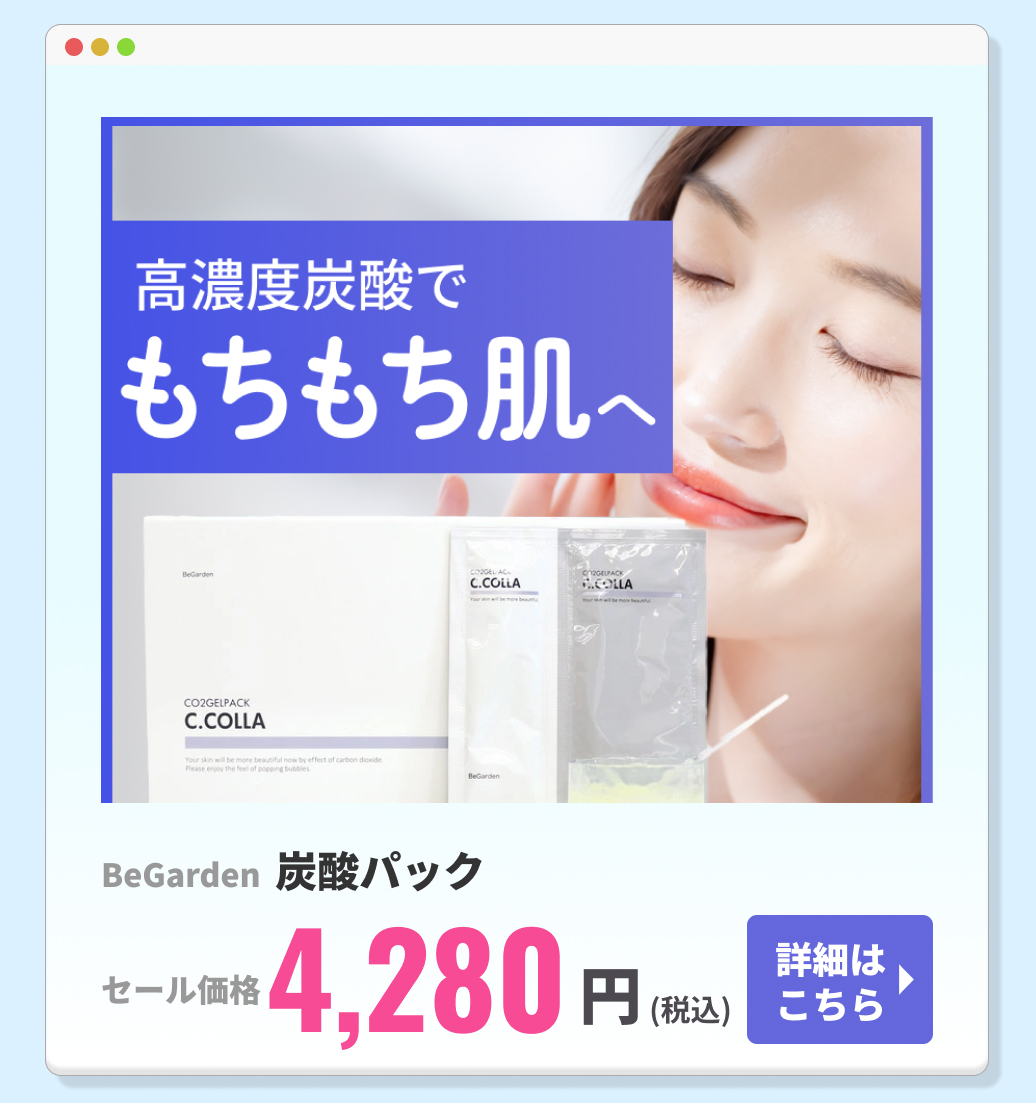 高濃度炭酸で
もちもち肌へ
BeGarden
CO2GELPACK
C.COLLA
Your skin will be more beautiful
CO2GELPACK
C.COLLA
Your skin will be more beautiful
CO2GELPACK
C.COLLA
Your skin will be more beautiful now by effect of carbon dioxide.
Please enjoy the feel of popping bubbles.
BeGarden
BeGarden 炭酸パック
セール価格 4,280 円 (税込)
詳細は
こちら